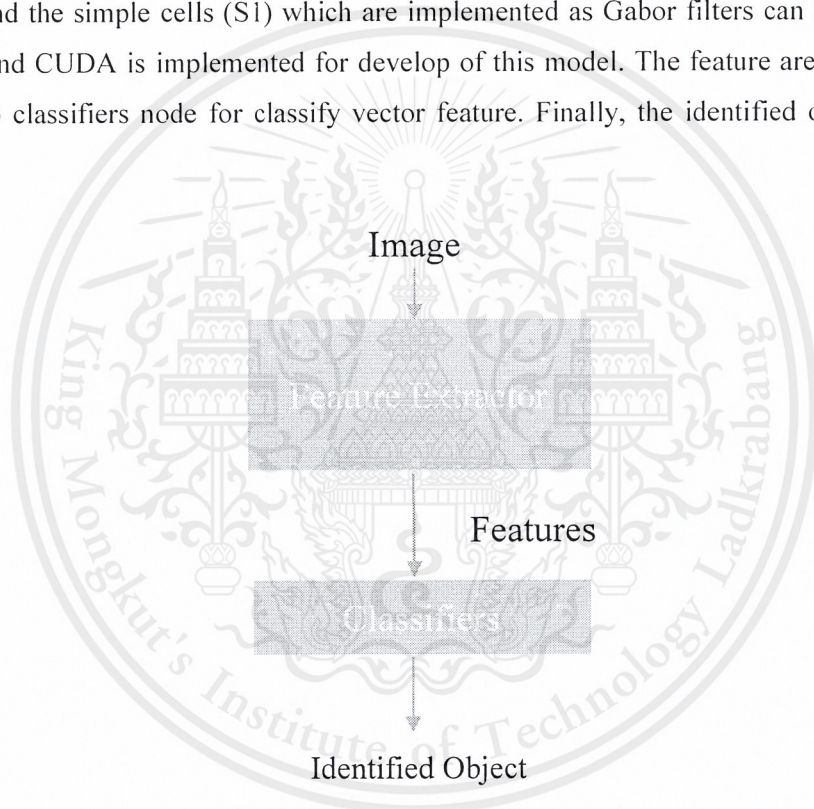 nd the simple cells (S1) which are implemented as Gabor filters can
nd CUDA is implemented for develop of this model. The feature are
classifiers node for classify vector feature. Finally, the identified
Image
Feature Extractor
Features
Classifiers
Identified Object
King Mongkut's Institute of Technology Ladkrabang